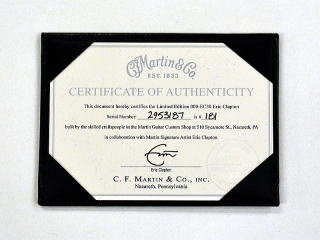 C.F. Martin & Co.
EST. 1833
CERTIFICATE OF AUTHENTICITY
This document hereby certifies the Limited Edition 000-EC30 Eric Clapton
Serial Number: 2953187 is # 181
built by the skilled craftspeople in the Martin Guitar Custom Shop at 510 Sycamore St., Nazareth, PA
in collaboration with Martin Signature Artist Eric Clapton.
Eric Clapton
C. F. MARTIN & CO., INC.
Nazareth, Pennsylvania